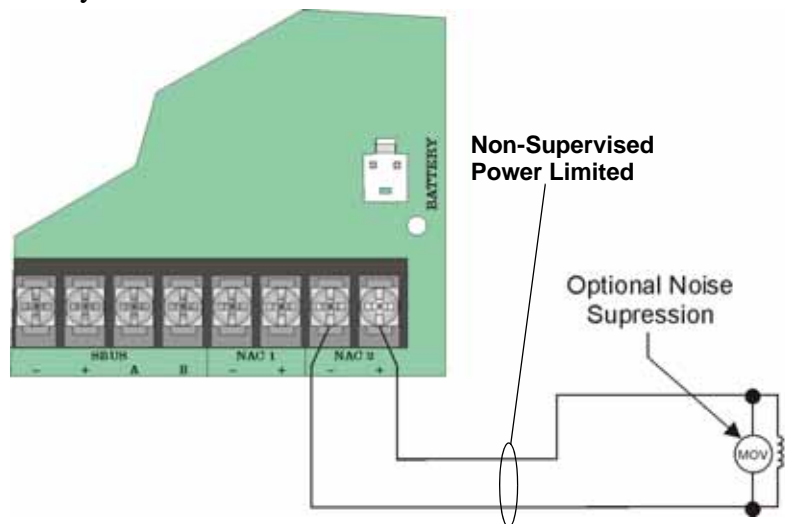 BATTERY
Non-Supervised
Power Limited
Optional Noise
Supression
SBUS NAC 1 NAC 2
- + A B - + - +
MOV